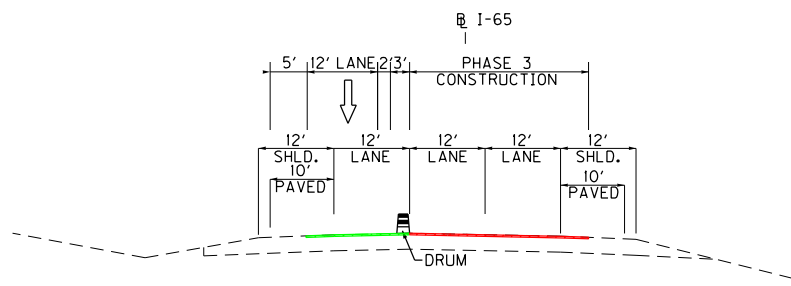 ℄ I-65
5' 12' LANE 2' 3' PHASE 3
CONSTRUCTION
12' 12' 12' 12' 12'
SHLD. LANE LANE LANE SHLD.
10' 10'
PAVED PAVED
DRUM